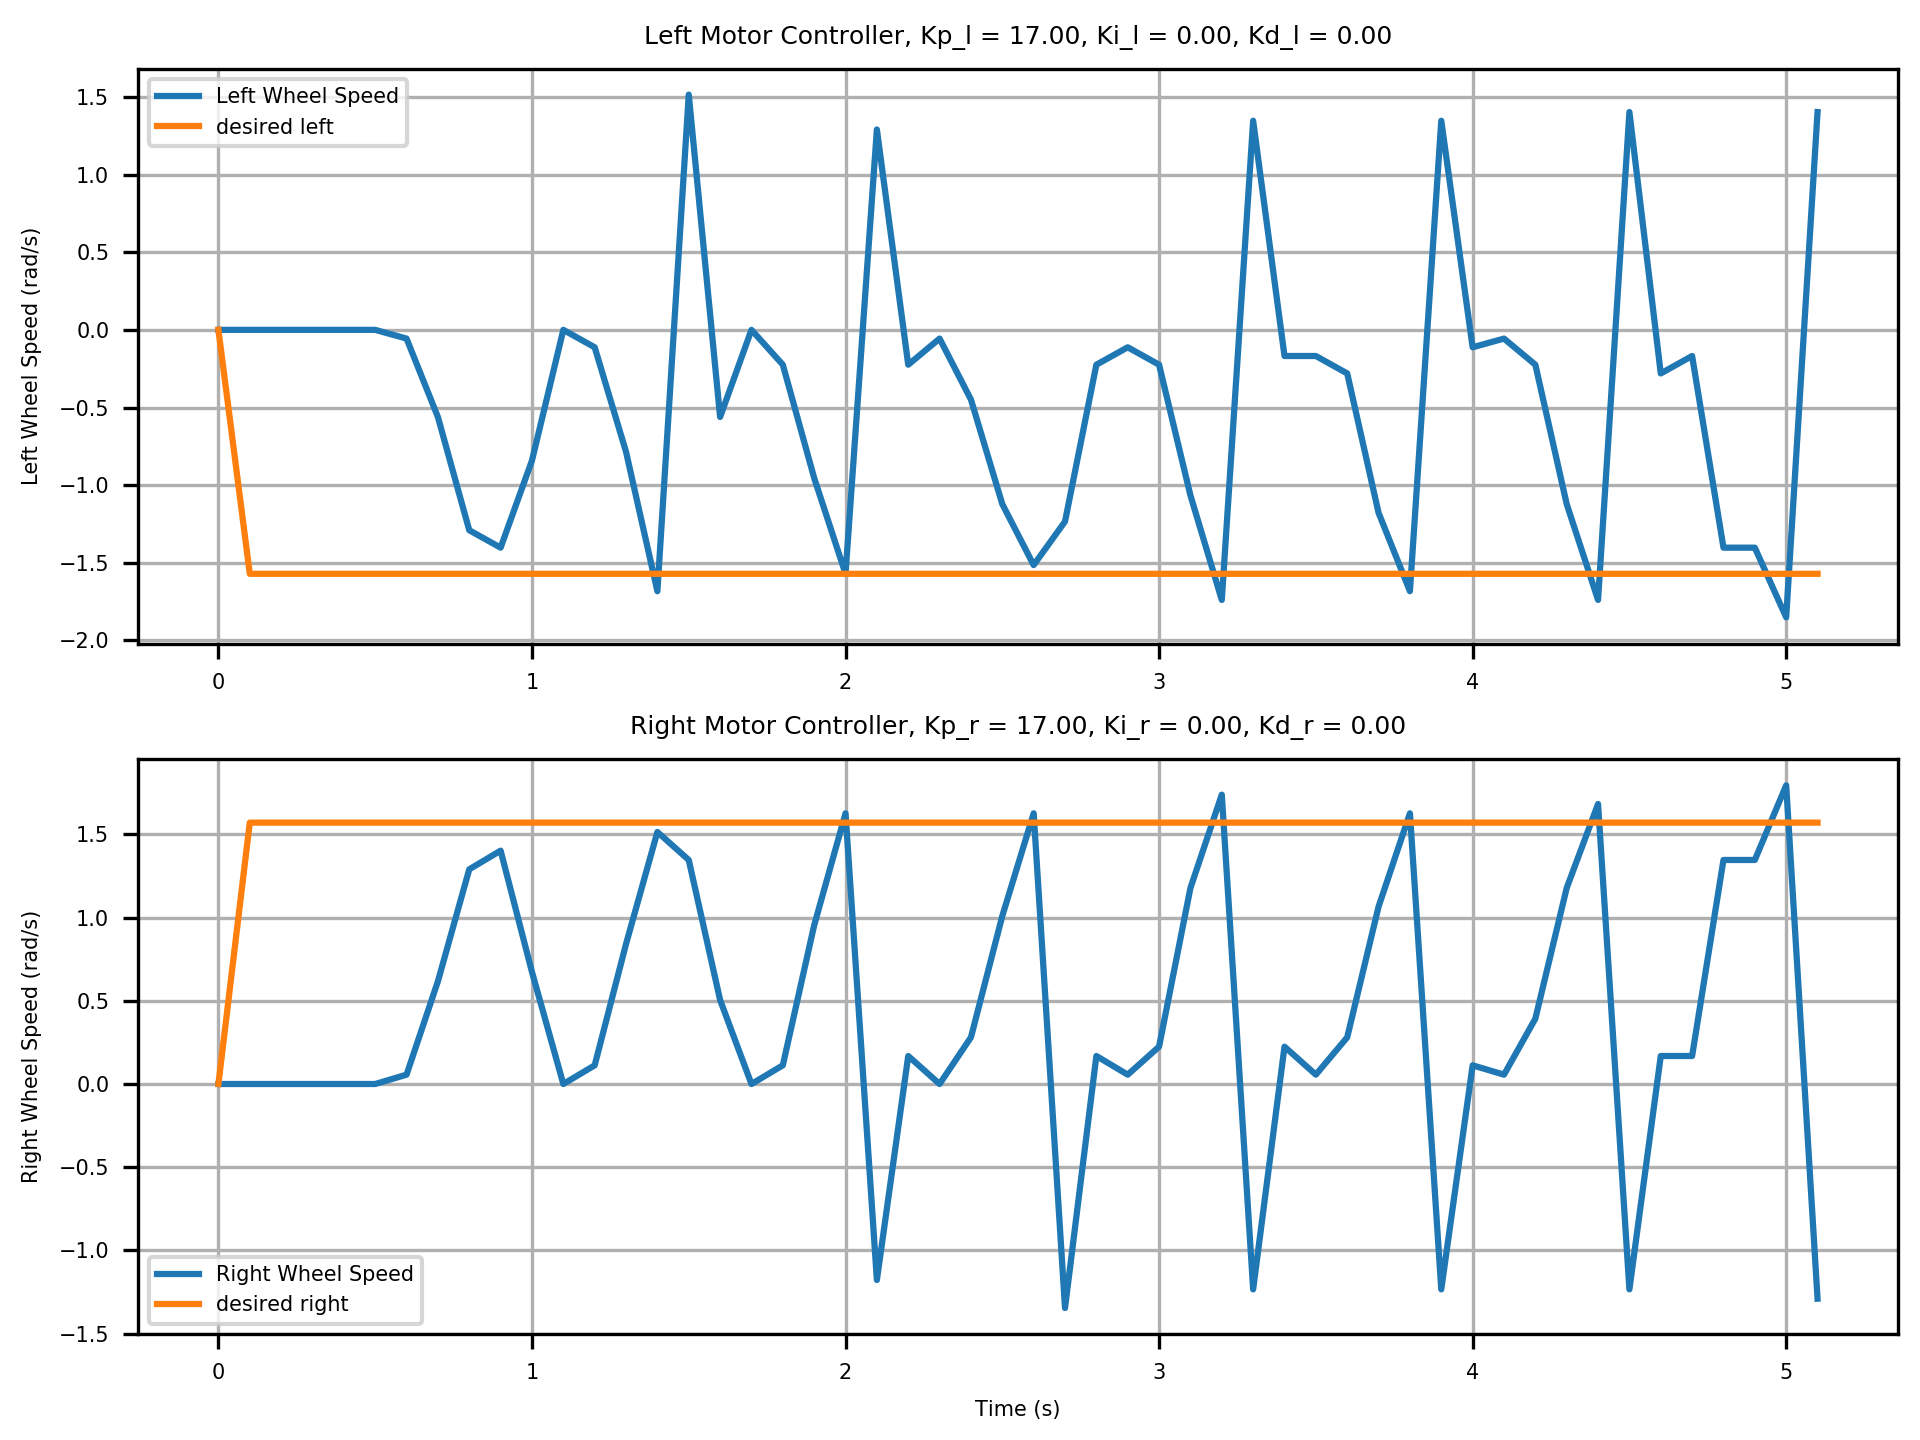 Left Motor Controller, Kp_l = 17.00, Ki_l = 0.00, Kd_l = 0.00
Left Wheel Speed
desired left
Left Wheel Speed (rad/s)
1.5
1.0
0.5
0.0
−0.5
−1.0
−1.5
−2.0
0 1 2 3 4 5
Right Motor Controller, Kp_r = 17.00, Ki_r = 0.00, Kd_r = 0.00
Right Wheel Speed (rad/s)
1.5
1.0
0.5
0.0
−0.5
−1.0
−1.5
Right Wheel Speed
desired right
0 1 2 3 4 5
Time (s)